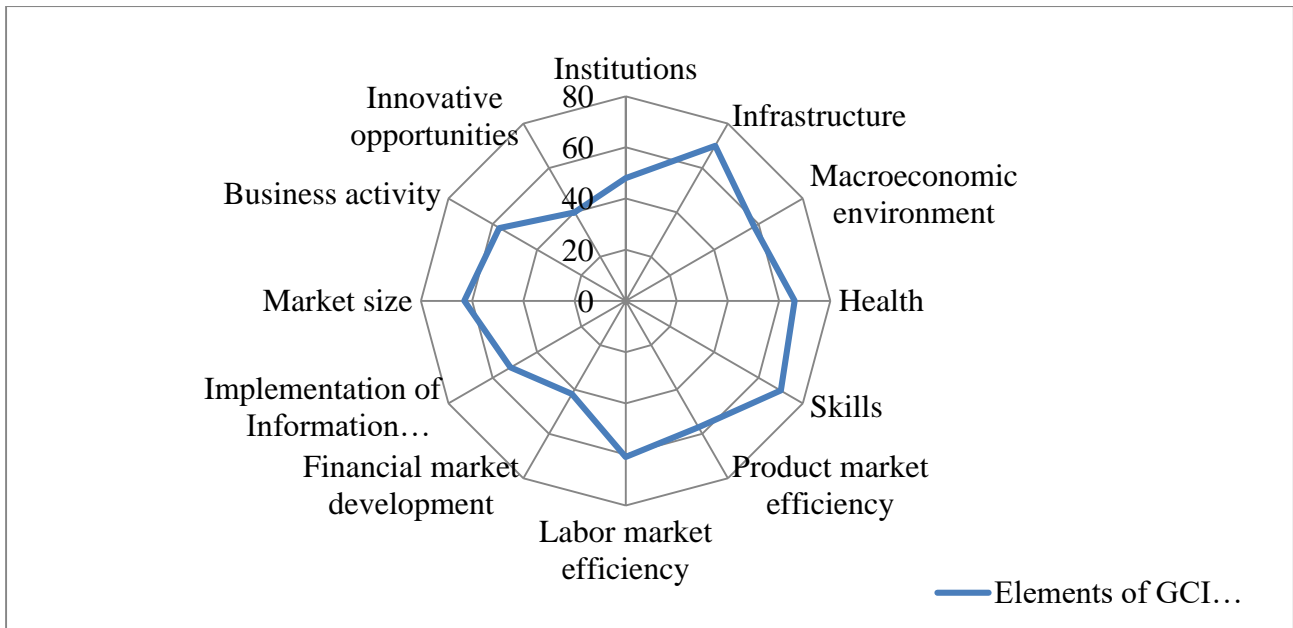 Institutions
Infrastructure
Macroeconomic
environment
Health
Skills
Product market
efficiency
Labor market
efficiency
Financial market
development
Implementation of
Information…
Market size
Business activity
Innovative
opportunities
80
60
40
20
0
Elements of GCI…